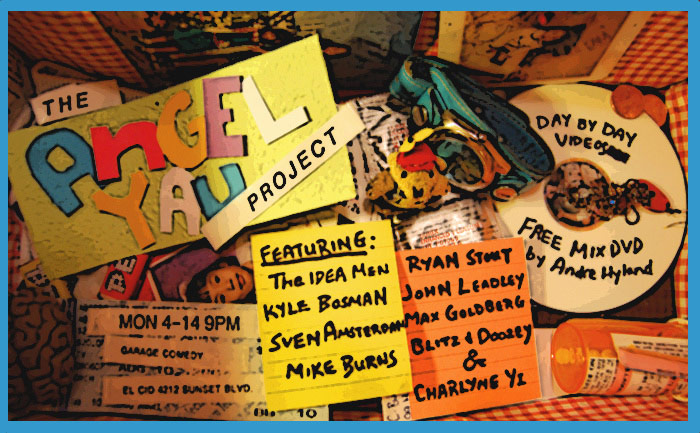 THE
ANGEL
YAU
PROJECT
DAY BY DAY
VIDEOS
FREE MIX DVD
by Andre Hyland
FEATURING:
THE IDEA MEN
KYLE BOSMAN
SVEN AMSTERDAM
MIKE BURNS
RYAN STOUT
JOHN LEADLEY
MAX GOLDBERG
BLITZ & DOOZEY
&
CHARLYNE YI
MON 4-14 9PM
GARAGE COMEDY
EL CID 4212 SUNSET BLVD.